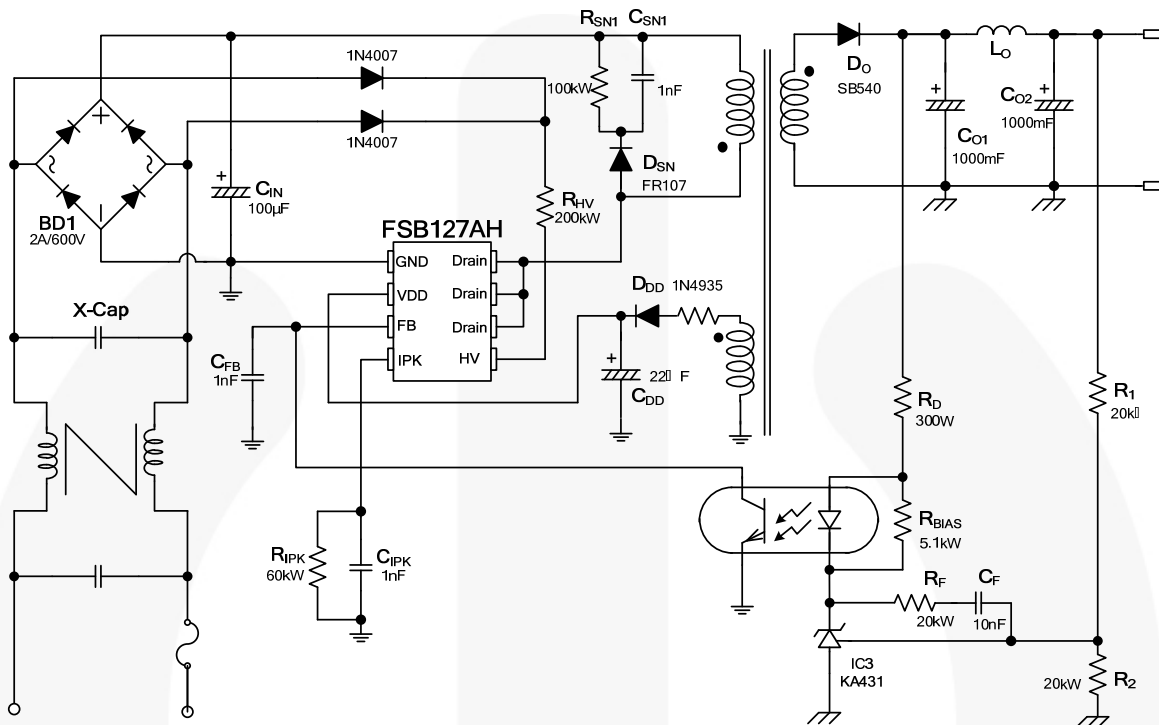 RSN1 CSN1
1N4007
100kW
1nF
1N4007
DO
SB540
LO
CO1
1000mF
CO2
1000mF
+
+
+
+
BD1
2A/600V
CIN
100µF
DSN
FR107
RHV
200kW
FSB127AH
GND
VDD
FB
IPK
Drain
Drain
Drain
HV
X-Cap
CFB
1nF
DDD 1N4935
+
22▯ F
CDD
RD
300W
R1
20k▯
RBIAS
5.1kW
RIPK
60kW
CIPK
1nF
RF
20kW
CF
10nF
IC3
KA431
20kW
R2